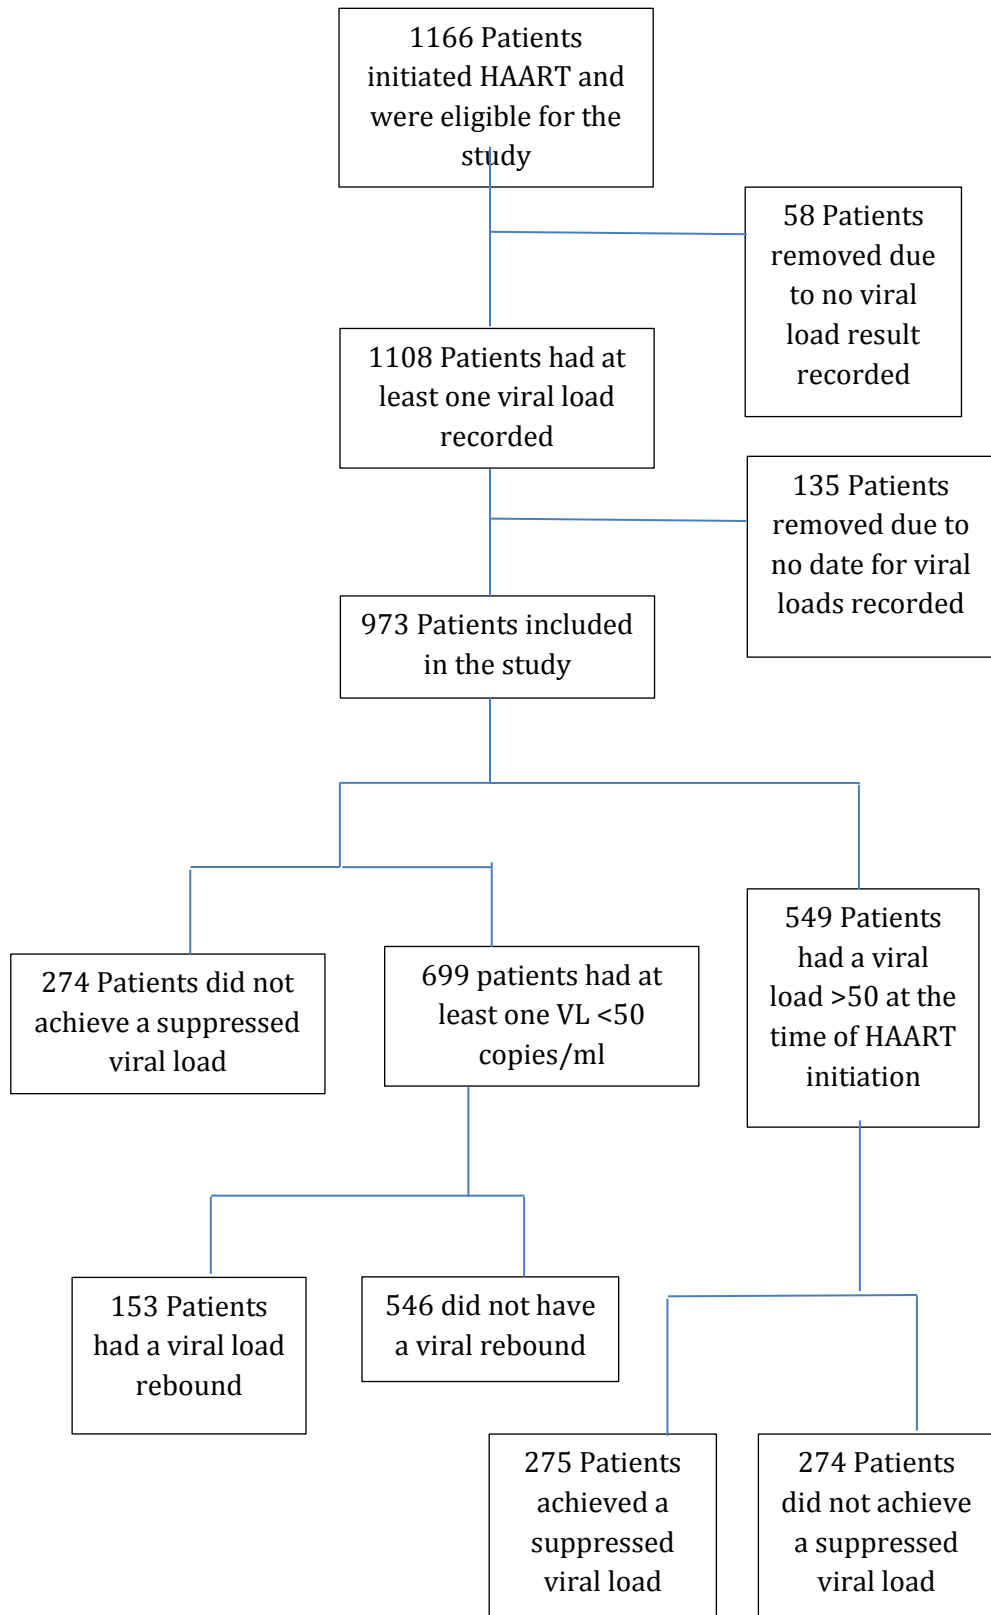 1166 Patients
initiated HAART and
were eligible for the
study
58 Patients
removed due
to no viral
load result
recorded
1108 Patients had at
least one viral load
recorded
135 Patients
removed due to
no date for viral
loads recorded
973 Patients included
in the study
274 Patients did not
achieve a suppressed
viral load
699 patients had at
least one VL <50
copies/ml
549 Patients
had a viral
load >50 at the
time of HAART
initiation
153 Patients
had a viral load
rebound
546 did not have
a viral rebound
275 Patients
achieved a
suppressed
viral load
274 Patients
did not achieve
a suppressed
viral load